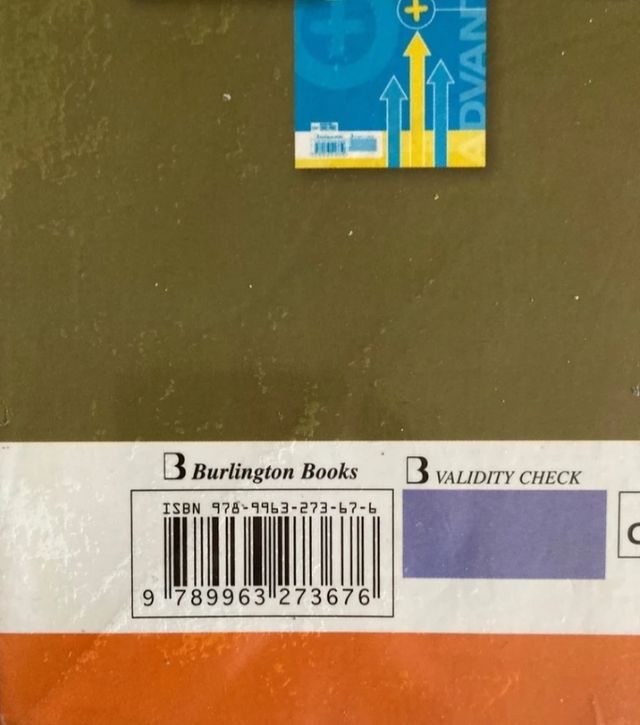 ADVAN
B Burlington Books
B VALIDITY CHECK
ISBN 978-9963-273-67-6
9 789963 273676